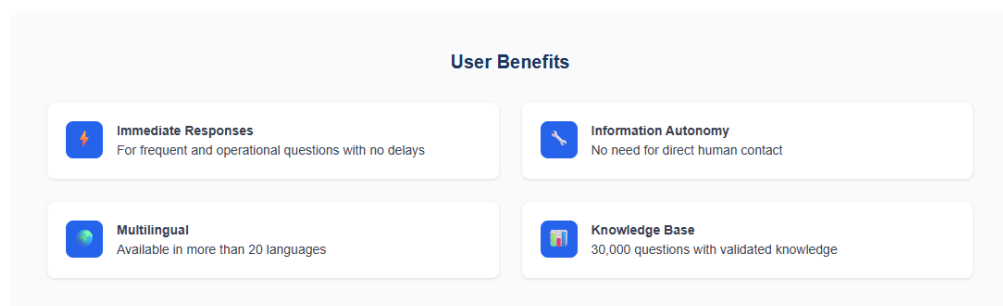 User Benefits
Immediate Responses
For frequent and operational questions with no delays
Information Autonomy
No need for direct human contact
Multilingual
Available in more than 20 languages
Knowledge Base
30,000 questions with validated knowledge